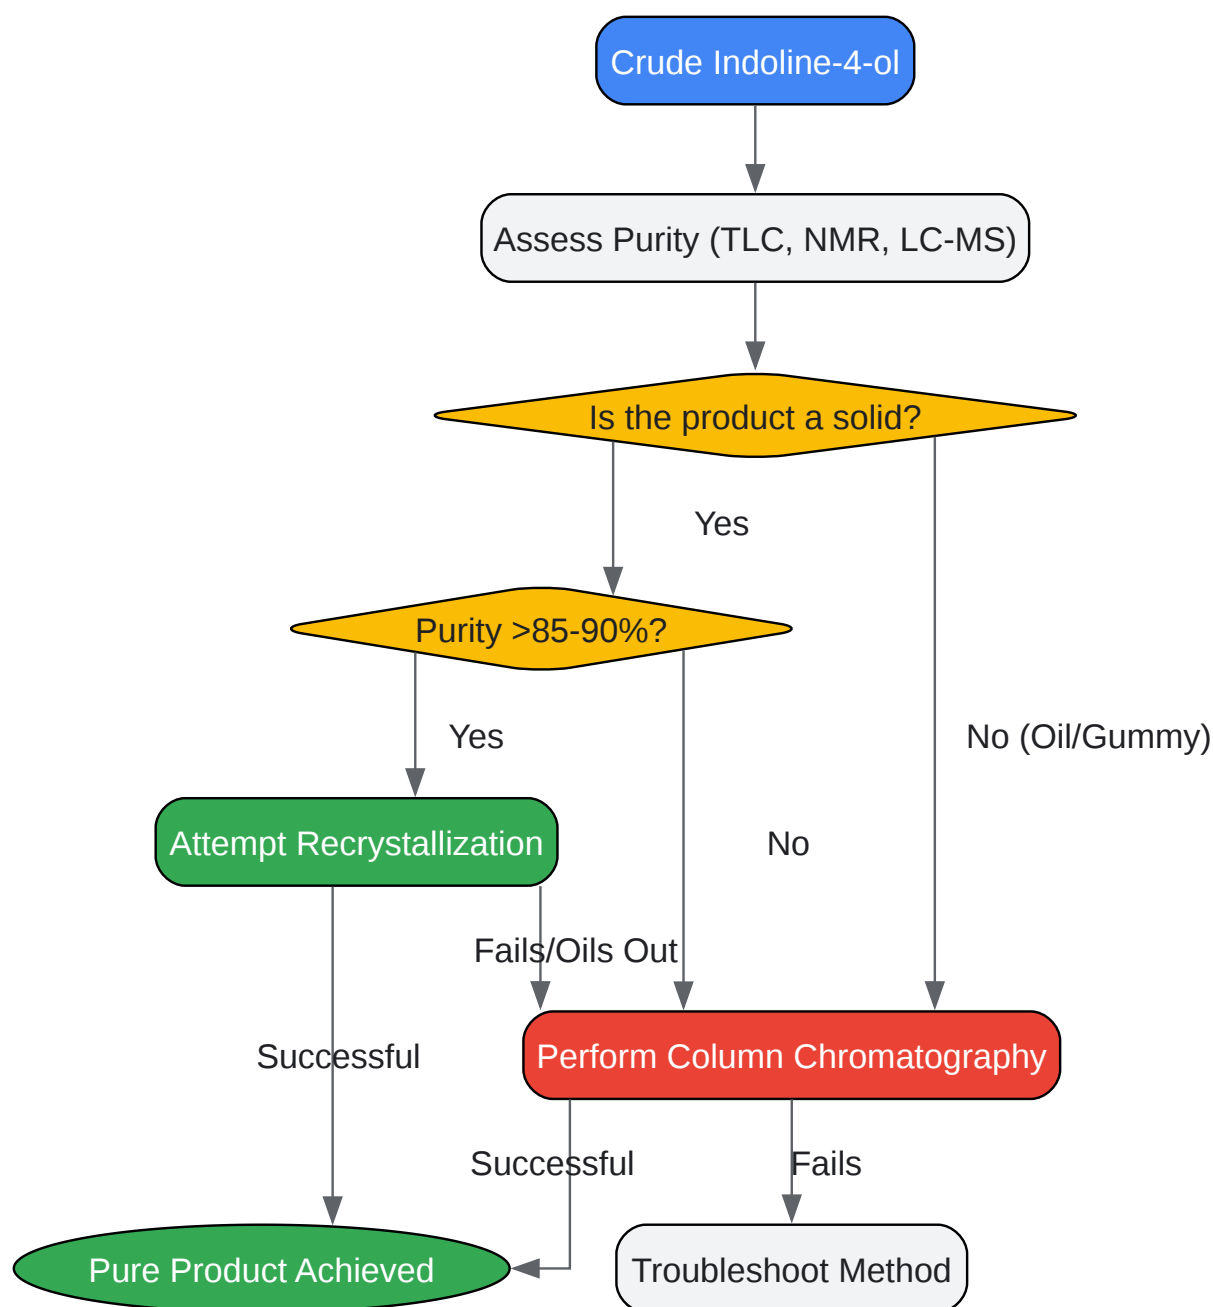 Crude Indoline-4-ol
Assess Purity (TLC, NMR, LC-MS)
Is the product a solid?
Yes
Purity >85-90%?
Yes
No (Oil/Gummy)
Attempt Recrystallization
No
Fails/Oils Out
Successful
Perform Column Chromatography
Successful
Fails
Pure Product Achieved
Troubleshoot Method